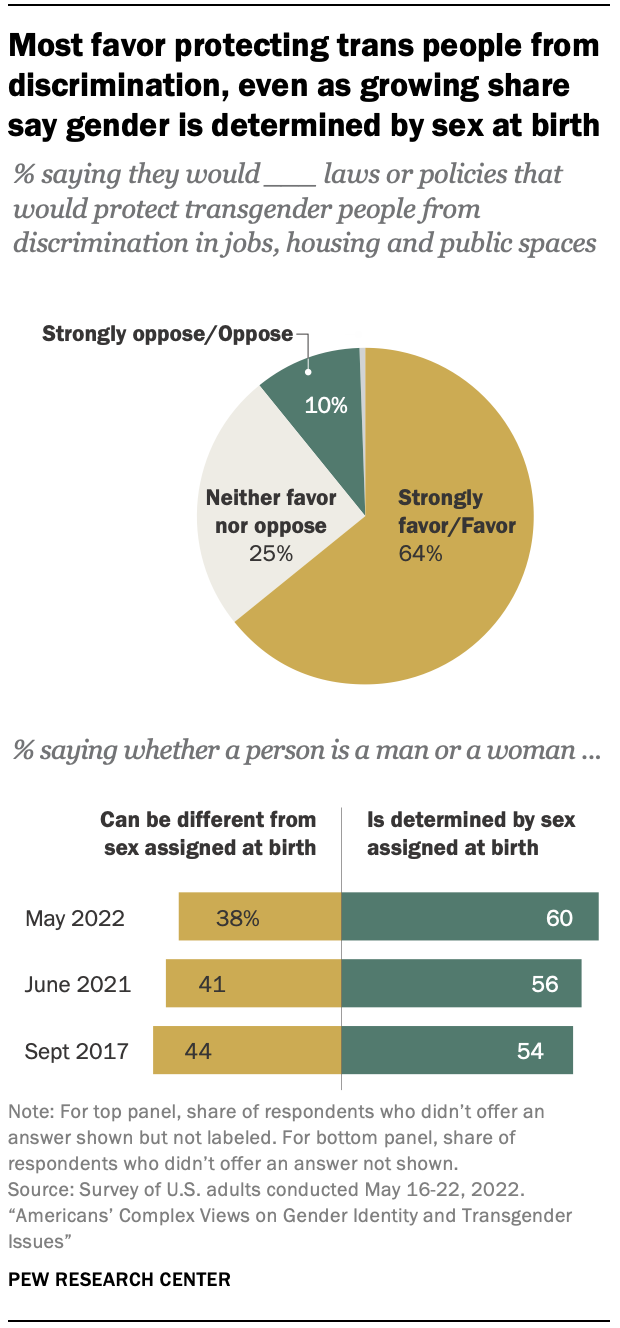 Most favor protecting trans people from
discrimination, even as growing share
say gender is determined by sex at birth
% saying they would ___ laws or policies that
would protect transgender people from
discrimination in jobs, housing and public spaces
Strongly oppose/Oppose
10%
Neither favor
nor oppose
25%
Strongly
favor/Favor
64%
% saying whether a person is a man or a woman ...
Can be different from
sex assigned at birth
Is determined by sex
assigned at birth
May 2022 38% 60
June 2021 41 56
Sept 2017 44 54
Note: For top panel, share of respondents who didn’t offer an
answer shown but not labeled. For bottom panel, share of
respondents who didn’t offer an answer not shown.
Source: Survey of U.S. adults conducted May 16-22, 2022.
“Americans’ Complex Views on Gender Identity and Transgender
Issues”
PEW RESEARCH CENTER